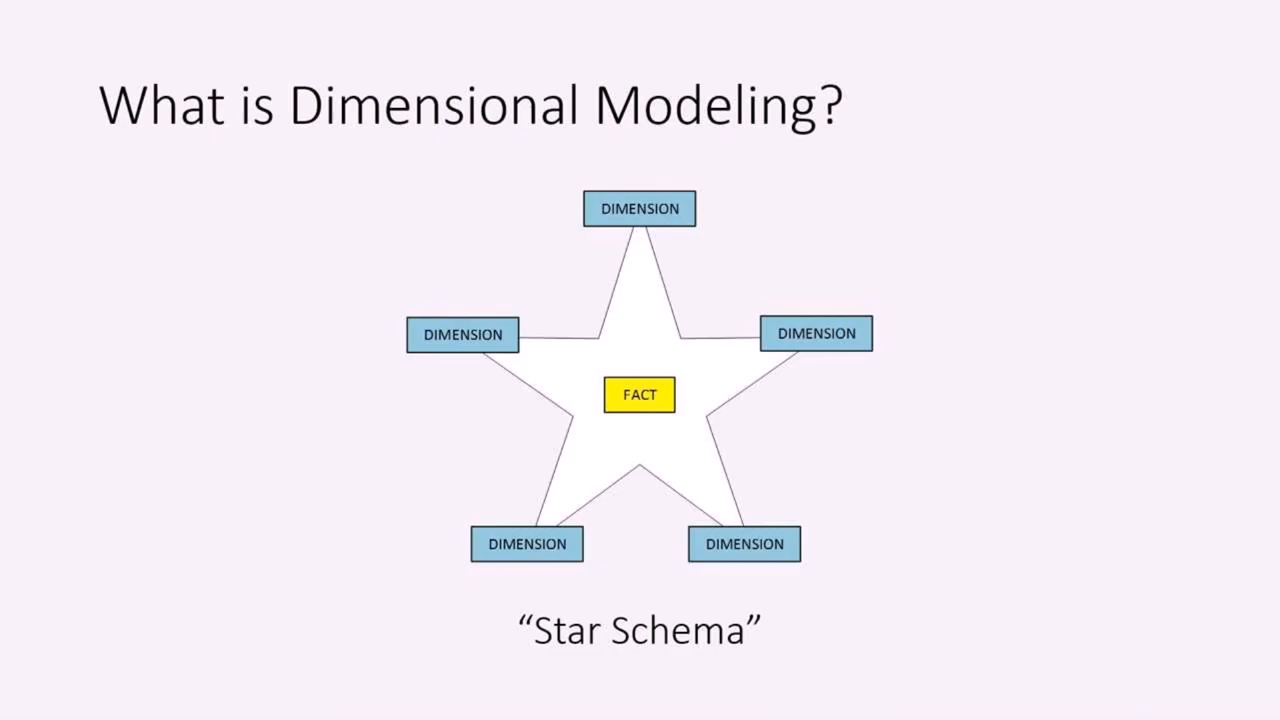 What is Dimensional Modeling?
DIMENSION
DIMENSION
DIMENSION
FACT
DIMENSION
DIMENSION
“Star Schema”